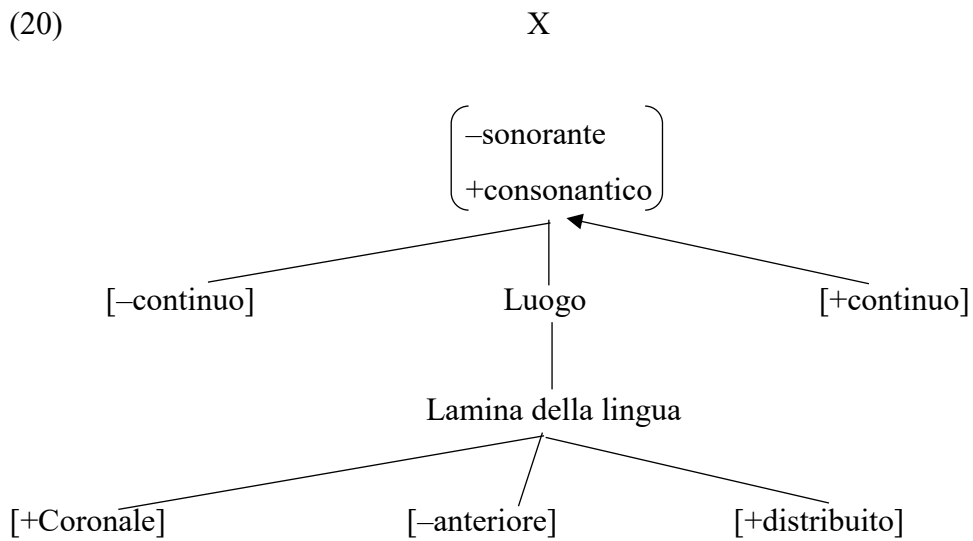 (20) X
–sonorante
+consonantico
[–continuo] Luogo [+continuo]
Lamina della lingua
[+Coronale] [–anteriore] [+distribuito]